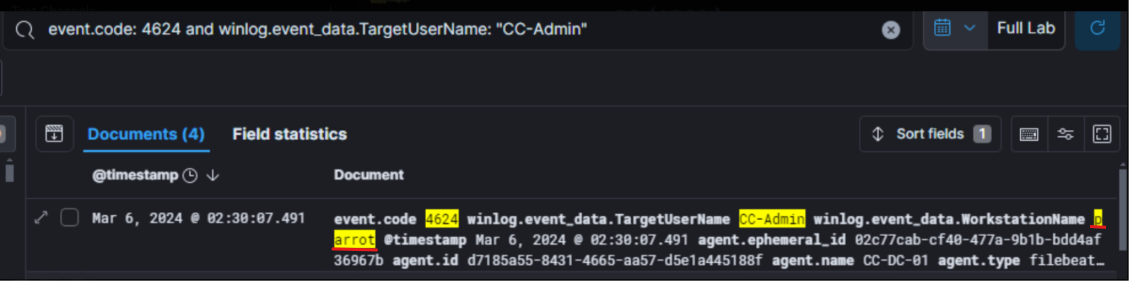 event.code: 4624 and winlog.event_data.TargetUserName: "CC-Admin"
Full Lab
Documents (4)
Field statistics
Sort fields 1
@timestamp
Document
Mar 6, 2024 @ 02:30:07.491
event.code 4624 winlog.event_data.TargetUserName CC-Admin winlog.event_data.WorkstationName p
arrot @timestamp Mar 6, 2024 @ 02:30:07.491 agent.ephemeral_id 02c77cab-cf40-477a-9b1b-bdd4af
36967b agent.id d7185a55-8431-4665-aa57-d5e1a445188f agent.name CC-DC-01 agent.type filebeat…